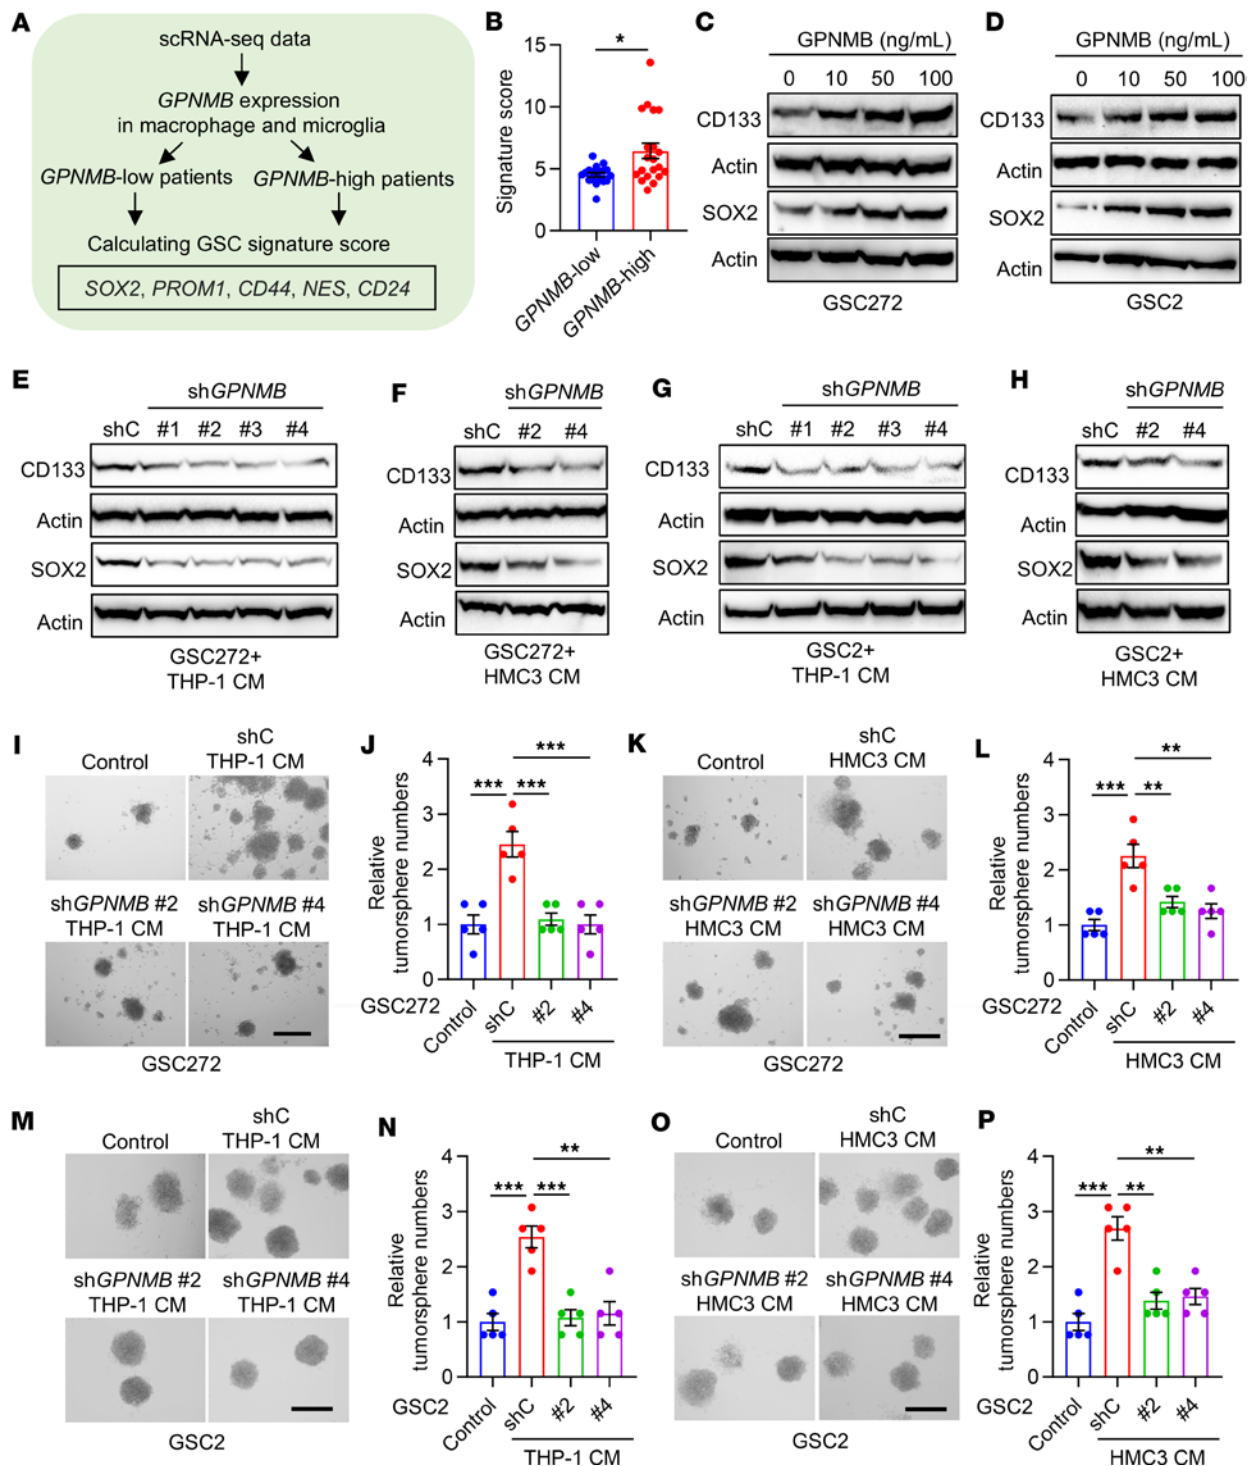 A
scRNA-seq data
GPNMB expression
in macrophage and microglia
GPNMB-low patients
GPNMB-high patients
Calculating GSC signature score
SOX2, PROM1, CD44, NES, CD24
B
Signature score
15
10
5
0
*
GPNMB-low
GPNMB-high
C
GPNMB (ng/mL)
0 10 50 100
CD133
Actin
SOX2
Actin
GSC272
D
GPNMB (ng/mL)
0 10 50 100
CD133
Actin
SOX2
Actin
GSC2
E
shGPNMB
shC #1 #2 #3 #4
CD133
Actin
SOX2
Actin
GSC272+
THP-1 CM
F
shGPNMB
shC #2 #4
CD133
Actin
SOX2
Actin
GSC272+
HMC3 CM
G
shGPNMB
shC #1 #2 #3 #4
CD133
Actin
SOX2
Actin
GSC2+
THP-1 CM
H
shGPNMB
shC #2 #4
CD133
Actin
SOX2
Actin
GSC2+
HMC3 CM
I
Control
shC
THP-1 CM
shGPNMB #2
THP-1 CM
shGPNMB #4
THP-1 CM
GSC272
J
Relative
tumorsphere numbers
4
3
2
1
0
***
*** ***
GSC272
Control
shC
#2
#4
THP-1 CM
K
Control
shC
HMC3 CM
shGPNMB #2
HMC3 CM
shGPNMB #4
HMC3 CM
GSC272
L
Relative
tumorsphere numbers
4
3
2
1
0
**
*** **
GSC272
Control
shC
#2
#4
HMC3 CM
M
Control
shC
THP-1 CM
shGPNMB #2
THP-1 CM
shGPNMB #4
THP-1 CM
GSC2
N
Relative
tumorsphere numbers
4
3
2
1
0
**
*** ***
GSC2
Control
shC
#2
#4
THP-1 CM
O
Control
shC
HMC3 CM
shGPNMB #2
HMC3 CM
shGPNMB #4
HMC3 CM
GSC2
P
Relative
tumorsphere numbers
4
3
2
1
0
**
*** **
GSC2
Control
shC
#2
#4
HMC3 CM